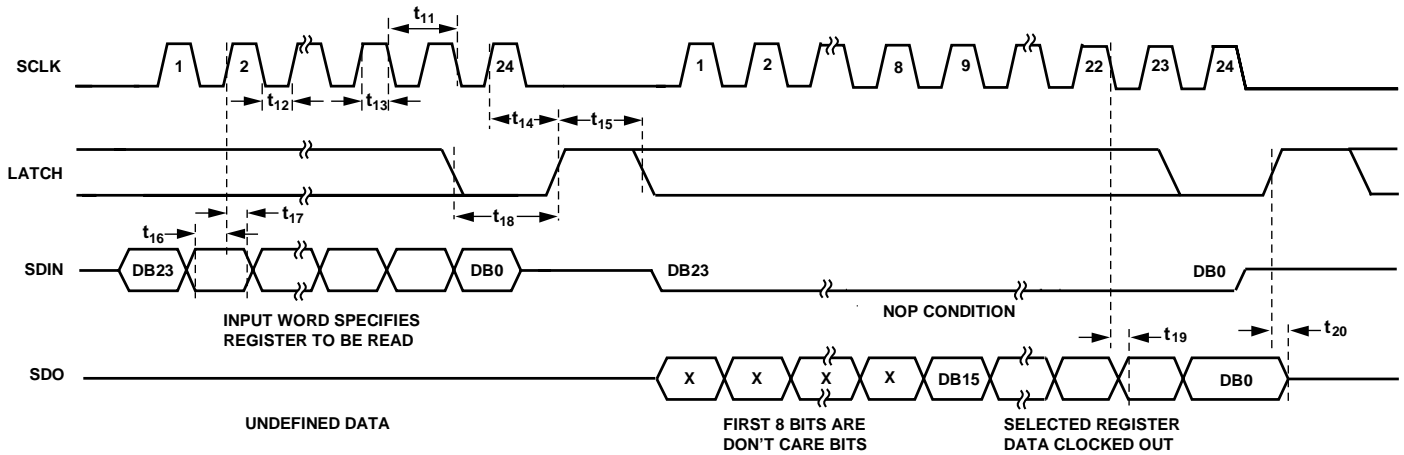 t11
SCLK 1 2 24 1 2 8 9 22 23 24
t12 t13
t14 t15
LATCH
t16 t17 t18
SDIN DB23 DB0 DB23 DB0
NOP CONDITION
INPUT WORD SPECIFIES
REGISTER TO BE READ
t19 t20
SDO X X X X DB15 DB0
UNDEFINED DATA
FIRST 8 BITS ARE
DON'T CARE BITS
SELECTED REGISTER
DATA CLOCKED OUT